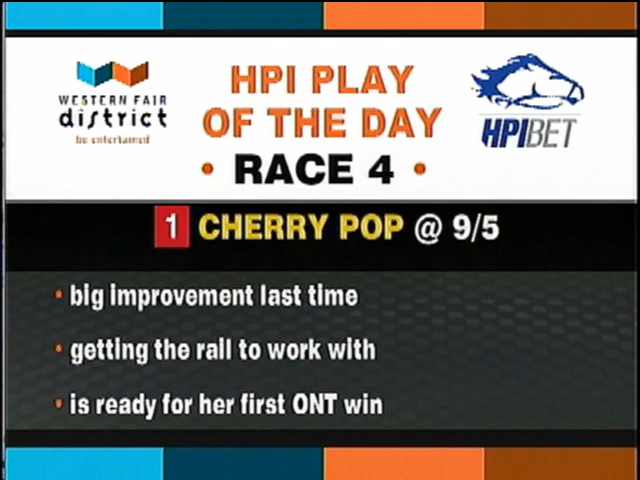 WESTERN FAIR
district
be entertained
HPI PLAY
OF THE DAY
• RACE 4 •
HPIBET
1 CHERRY POP @ 9/5
• big improvement last time
• getting the rail to work with
• is ready for her first ONT win